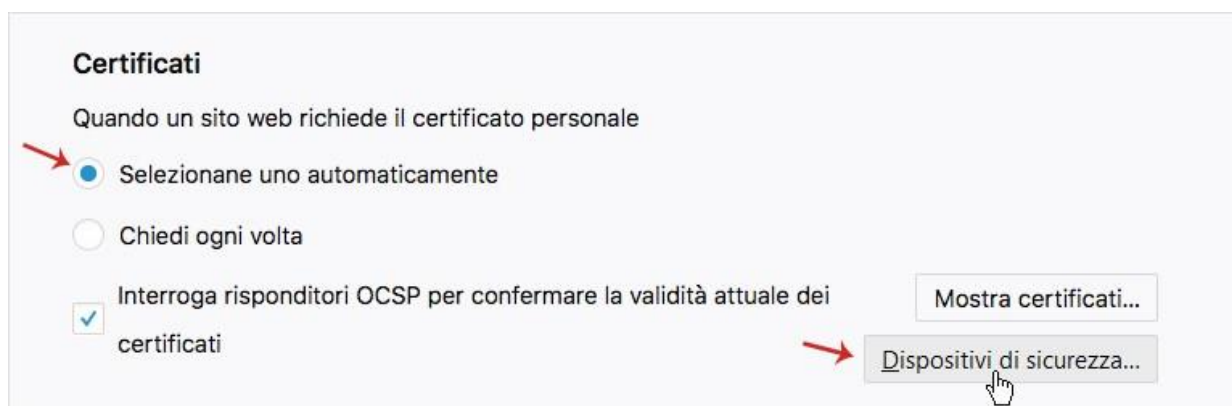 Certificati
Quando un sito web richiede il certificato personale
Selezionane uno automaticamente
Chiedi ogni volta
Interroga risponditori OCSP per confermare la validità attuale dei
certificati
Mostra certificati...
Dispositivi di sicurezza...